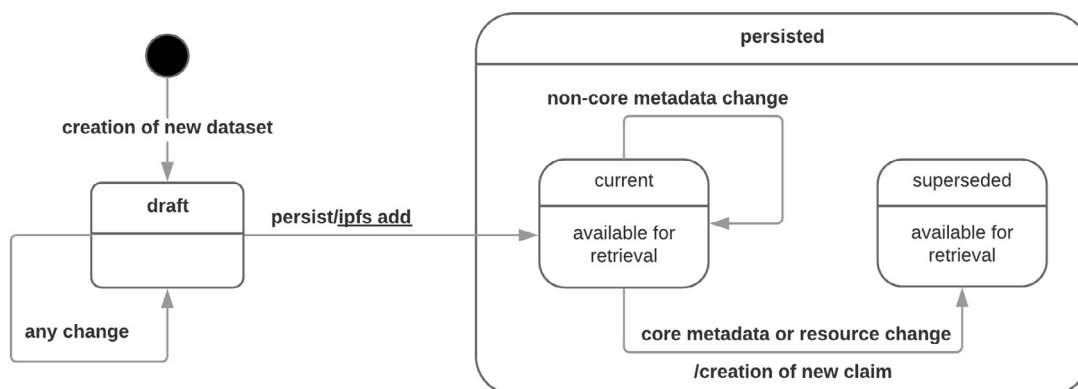 persisted
non-core metadata change
creation of new dataset
current
superseded
draft
persist/ipfs add
available for
retrieval
available for
retrieval
any change
core metadata or resource change
/creation of new claim